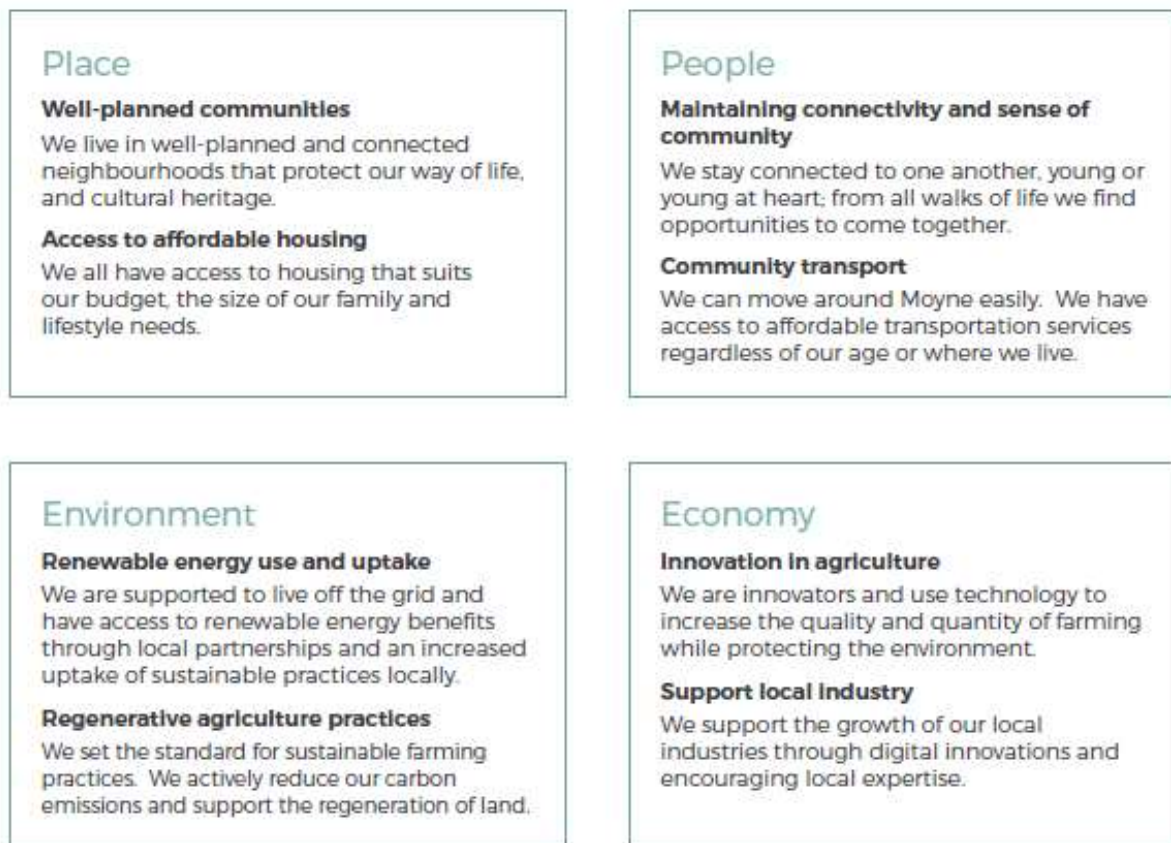 Place
Well-planned communities
We live in well-planned and connected
neighbourhoods that protect our way of life,
and cultural heritage.
Access to affordable housing
We all have access to housing that suits
our budget, the size of our family and
lifestyle needs.
People
Maintaining connectivity and sense of
community
We stay connected to one another, young or
young at heart; from all walks of life we find
opportunities to come together.
Community transport
We can move around Moyne easily.  We have
access to affordable transportation services
regardless of our age or where we live.
Environment
Renewable energy use and uptake
We are supported to live off the grid and
have access to renewable energy benefits
through local partnerships and an increased
uptake of sustainable practices locally.
Regenerative agriculture practices
We set the standard for sustainable farming
practices.  We actively reduce our carbon
emissions and support the regeneration of land.
Economy
Innovation in agriculture
We are innovators and use technology to
increase the quality and quantity of farming
while protecting the environment.
Support local industry
We support the growth of our local
industries through digital innovations and
encouraging local expertise.